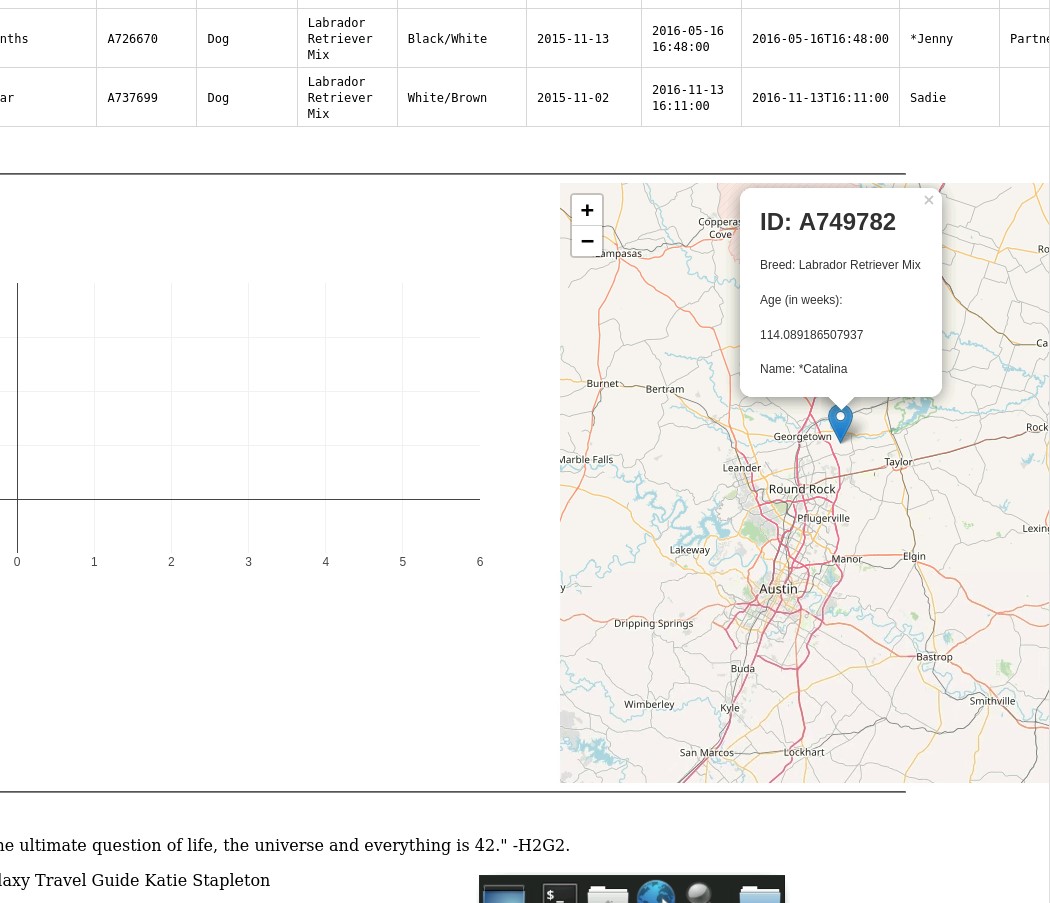 nths A726670 Dog Labrador Retriever Mix Black/White 2015-11-13 2016-05-16 16:48:00 2016-05-16T16:48:00 *Jenny Partne
ar A737699 Dog Labrador Retriever Mix White/Brown 2015-11-02 2016-11-13 16:11:00 2016-11-13T16:11:00 Sadie
+
−
×
ID: A749782
Breed: Labrador Retriever Mix
Age (in weeks):
114.089186507937
Name: *Catalina
Copperas
Cove
Lampasas
Ro
Ca
Burnet
Bertram
Georgetown
Rock
Marble Falls
Leander
Taylor
Round Rock
Pflugerville
Lexing
Lakeway
Manor
Elgin
y
Austin
Dripping Springs
Buda
Bastrop
Wimberley
Kyle
Smithville
San Marcos
Lockhart
0 1 2 3 4 5 6
ne ultimate question of life, the universe and everything is 42." -H2G2.
laxy Travel Guide Katie Stapleton
$_